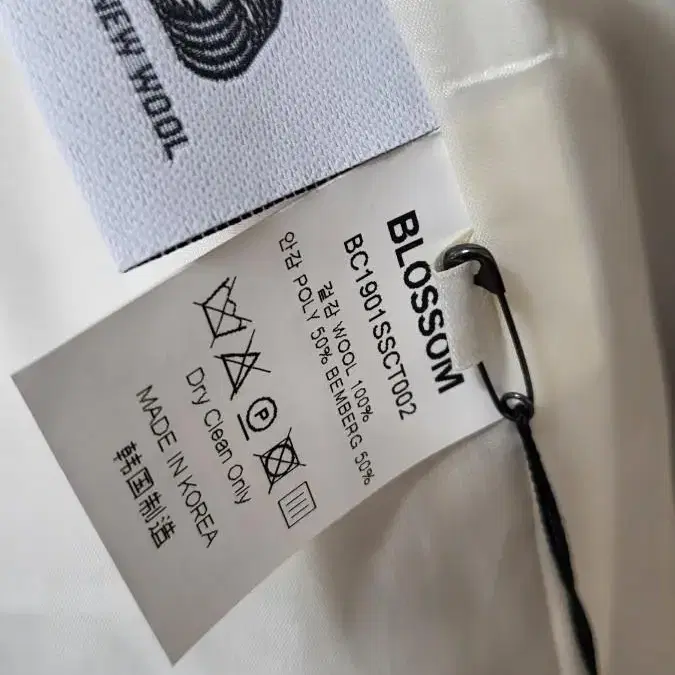 NEW WOOL
BLOSSOM
BC1901SSCT002
겉감 WOOL 100%
안감 POLY 50% BEMBERG 50%
P
Dry Clean Only
MADE IN KOREA
韩国制造